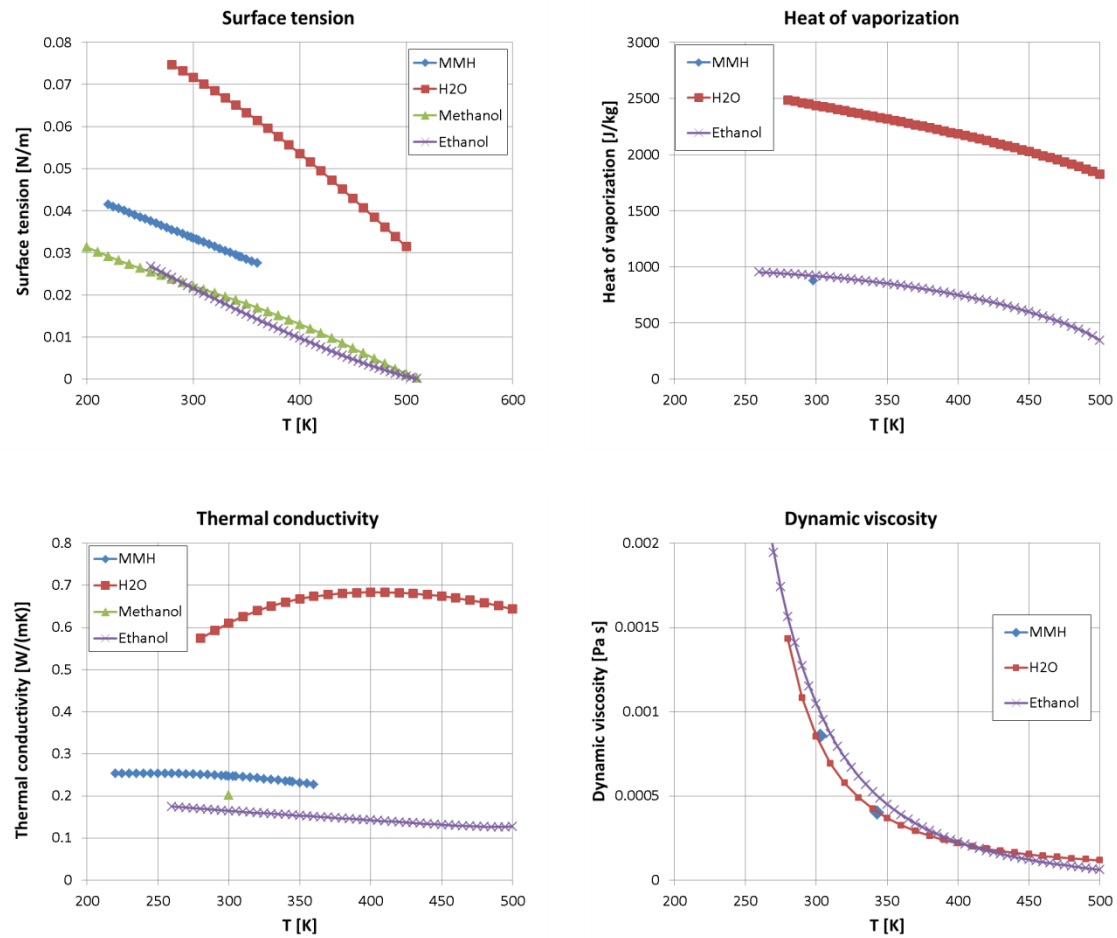 Surface tension
Surface tension [N/m]
0.08
0.07
0.06
0.05
0.04
0.03
0.02
0.01
0
200 300 400 500 600
T [K]
MMH
H2O
Methanol
Ethanol
Heat of vaporization
Heat of vaporization [J/kg]
3000
2500
2000
1500
1000
500
0
200 250 300 350 400 450 500
T [K]
MMH
H2O
Ethanol
Thermal conductivity
Thermal conductivity [W/(mK)]
0.8
0.7
0.6
0.5
0.4
0.3
0.2
0.1
0
200 250 300 350 400 450 500
T [K]
MMH
H2O
Methanol
Ethanol
Dynamic viscosity
Dynamic viscosity [Pa s]
0.002
0.0015
0.001
0.0005
0
200 250 300 350 400 450 500
T [K]
MMH
H2O
Ethanol